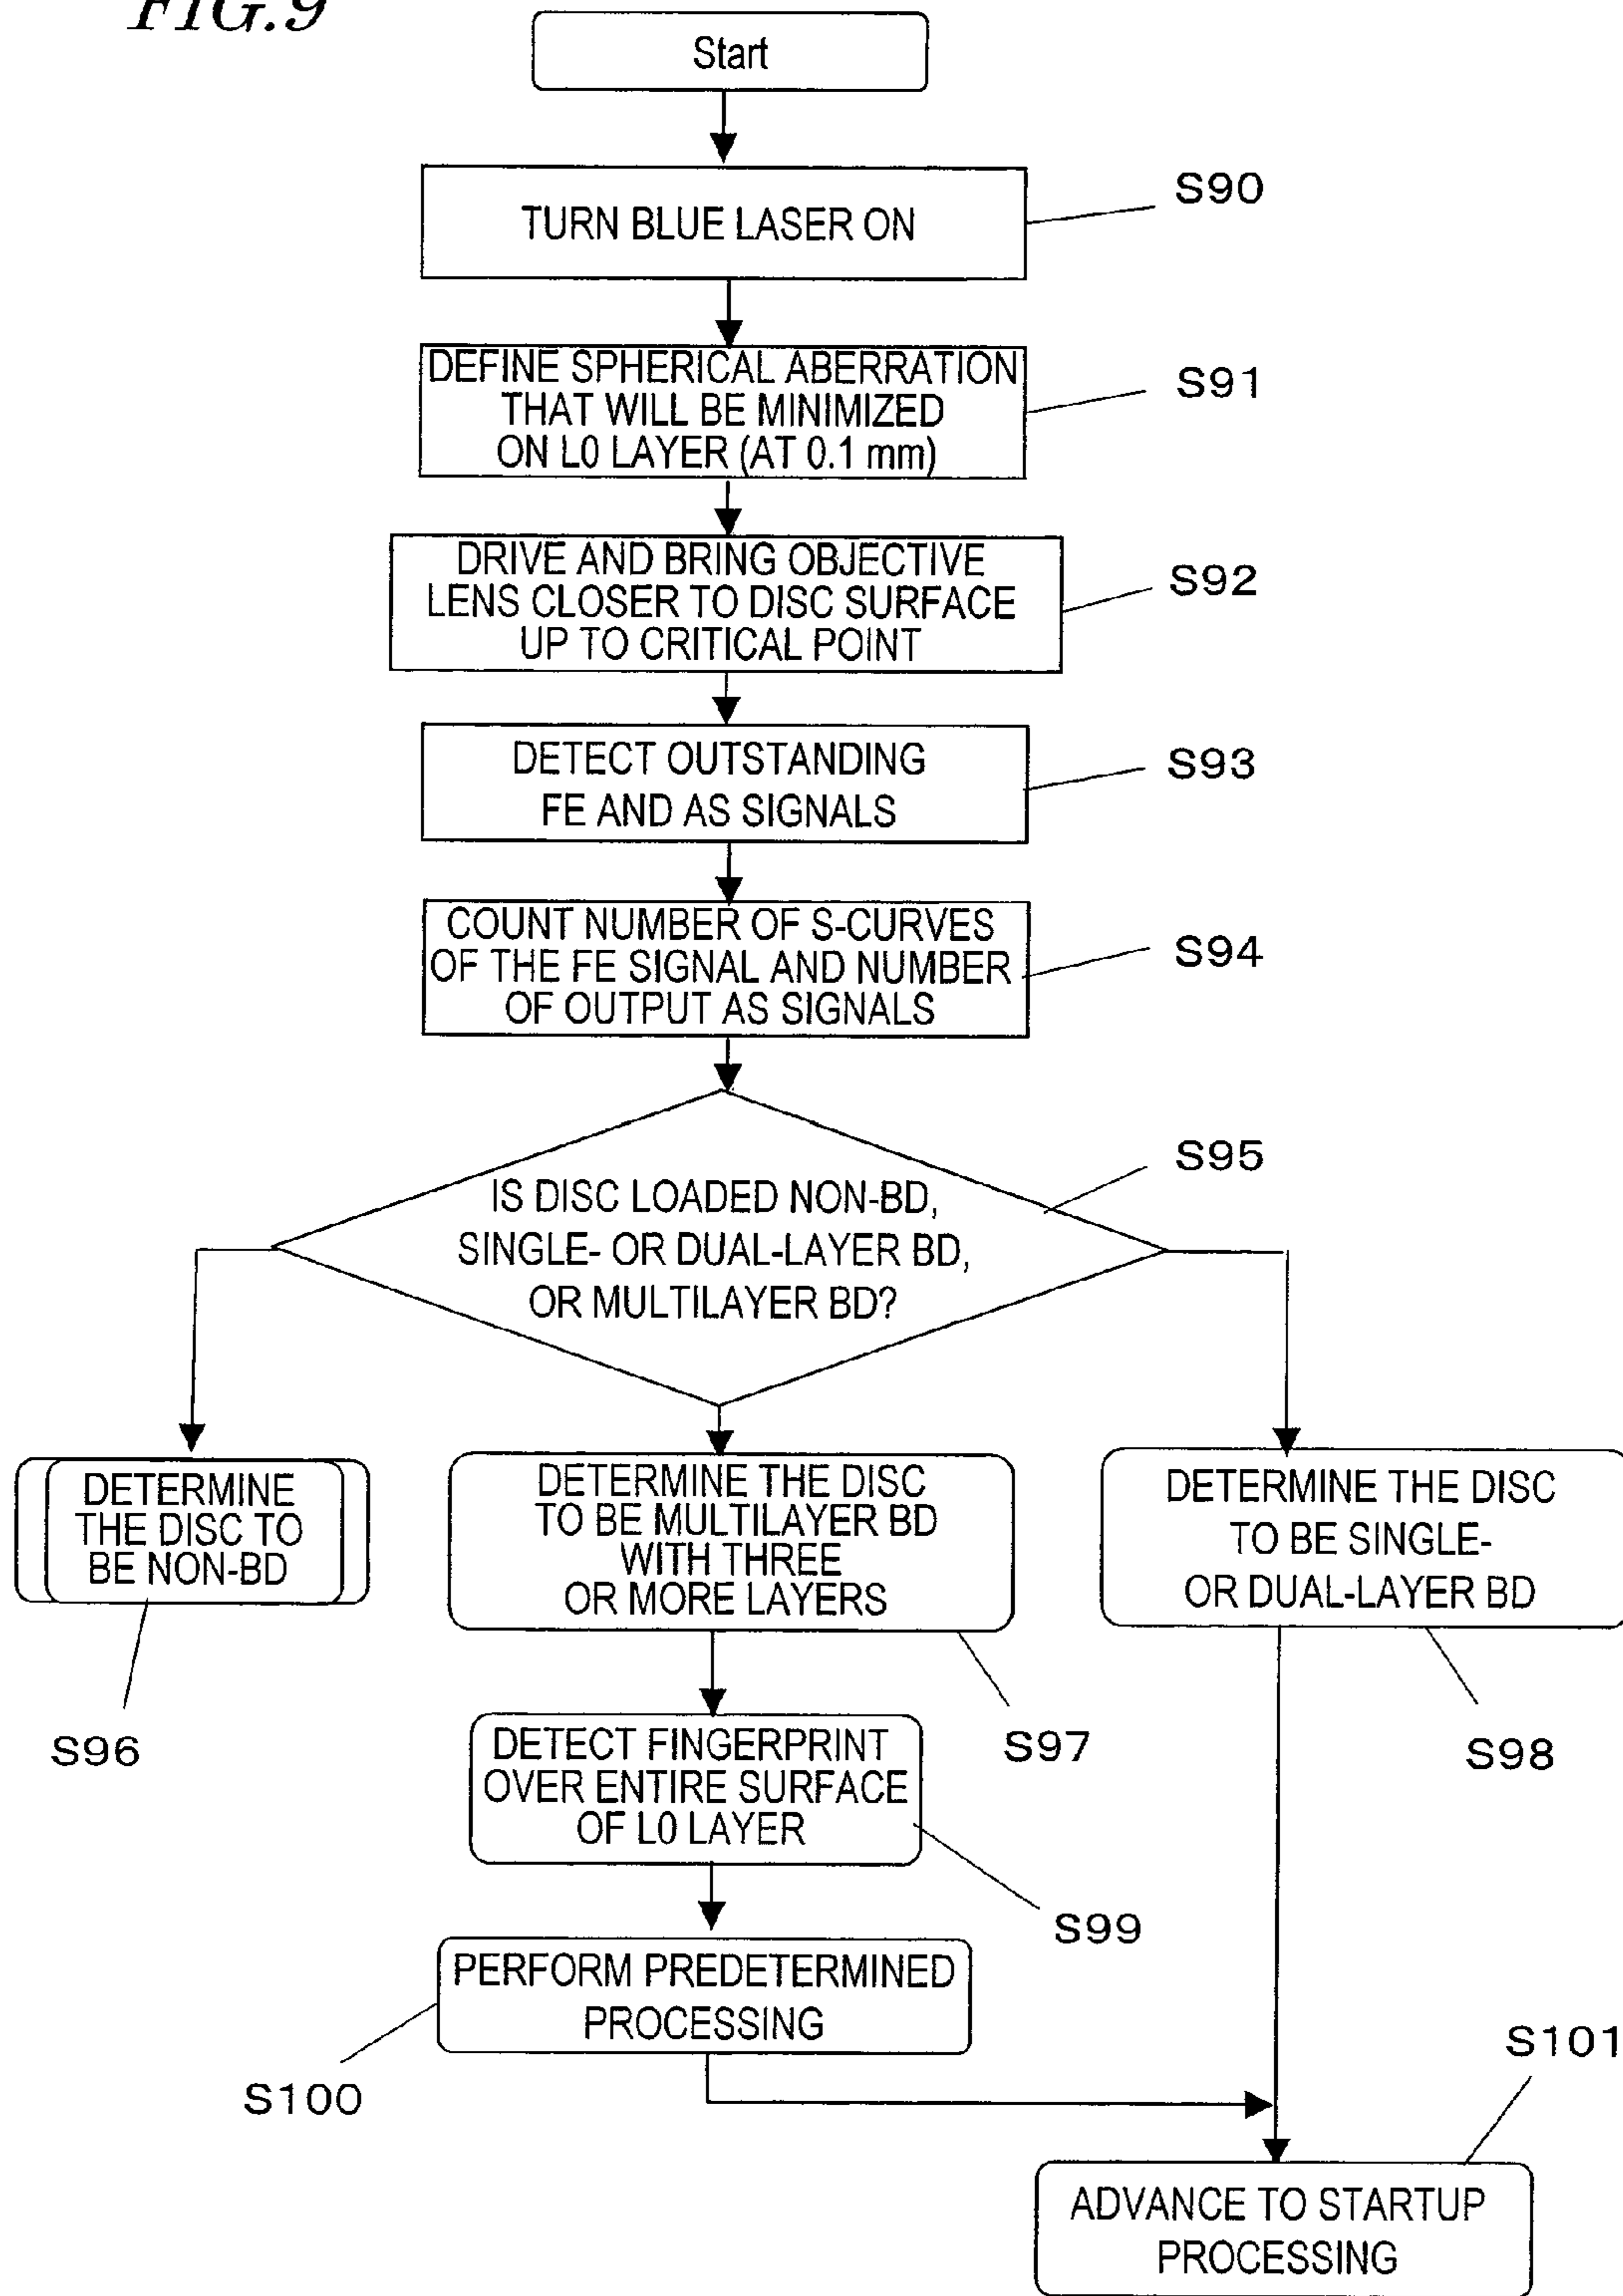 FIG.9
Start
TURN BLUE LASER ON
S90
DEFINE SPHERICAL ABERRATION
THAT WILL BE MINIMIZED
ON L0 LAYER (AT 0.1 mm)
S91
DRIVE AND BRING OBJECTIVE
LENS CLOSER TO DISC SURFACE
UP TO CRITICAL POINT
S92
DETECT OUTSTANDING
FE AND AS SIGNALS
S93
COUNT NUMBER OF S-CURVES
OF THE FE SIGNAL AND NUMBER
OF OUTPUT AS SIGNALS
S94
IS DISC LOADED NON-BD,
SINGLE- OR DUAL-LAYER BD,
OR MULTILAYER BD?
S95
DETERMINE
THE DISC TO
BE NON-BD
S96
DETERMINE THE DISC
TO BE MULTILAYER BD
WITH THREE
OR MORE LAYERS
S97
DETERMINE THE DISC
TO BE SINGLE-
OR DUAL-LAYER BD
S98
DETECT FINGERPRINT
OVER ENTIRE SURFACE
OF L0 LAYER
S99
PERFORM PREDETERMINED
PROCESSING
S100
S101
ADVANCE TO STARTUP
PROCESSING